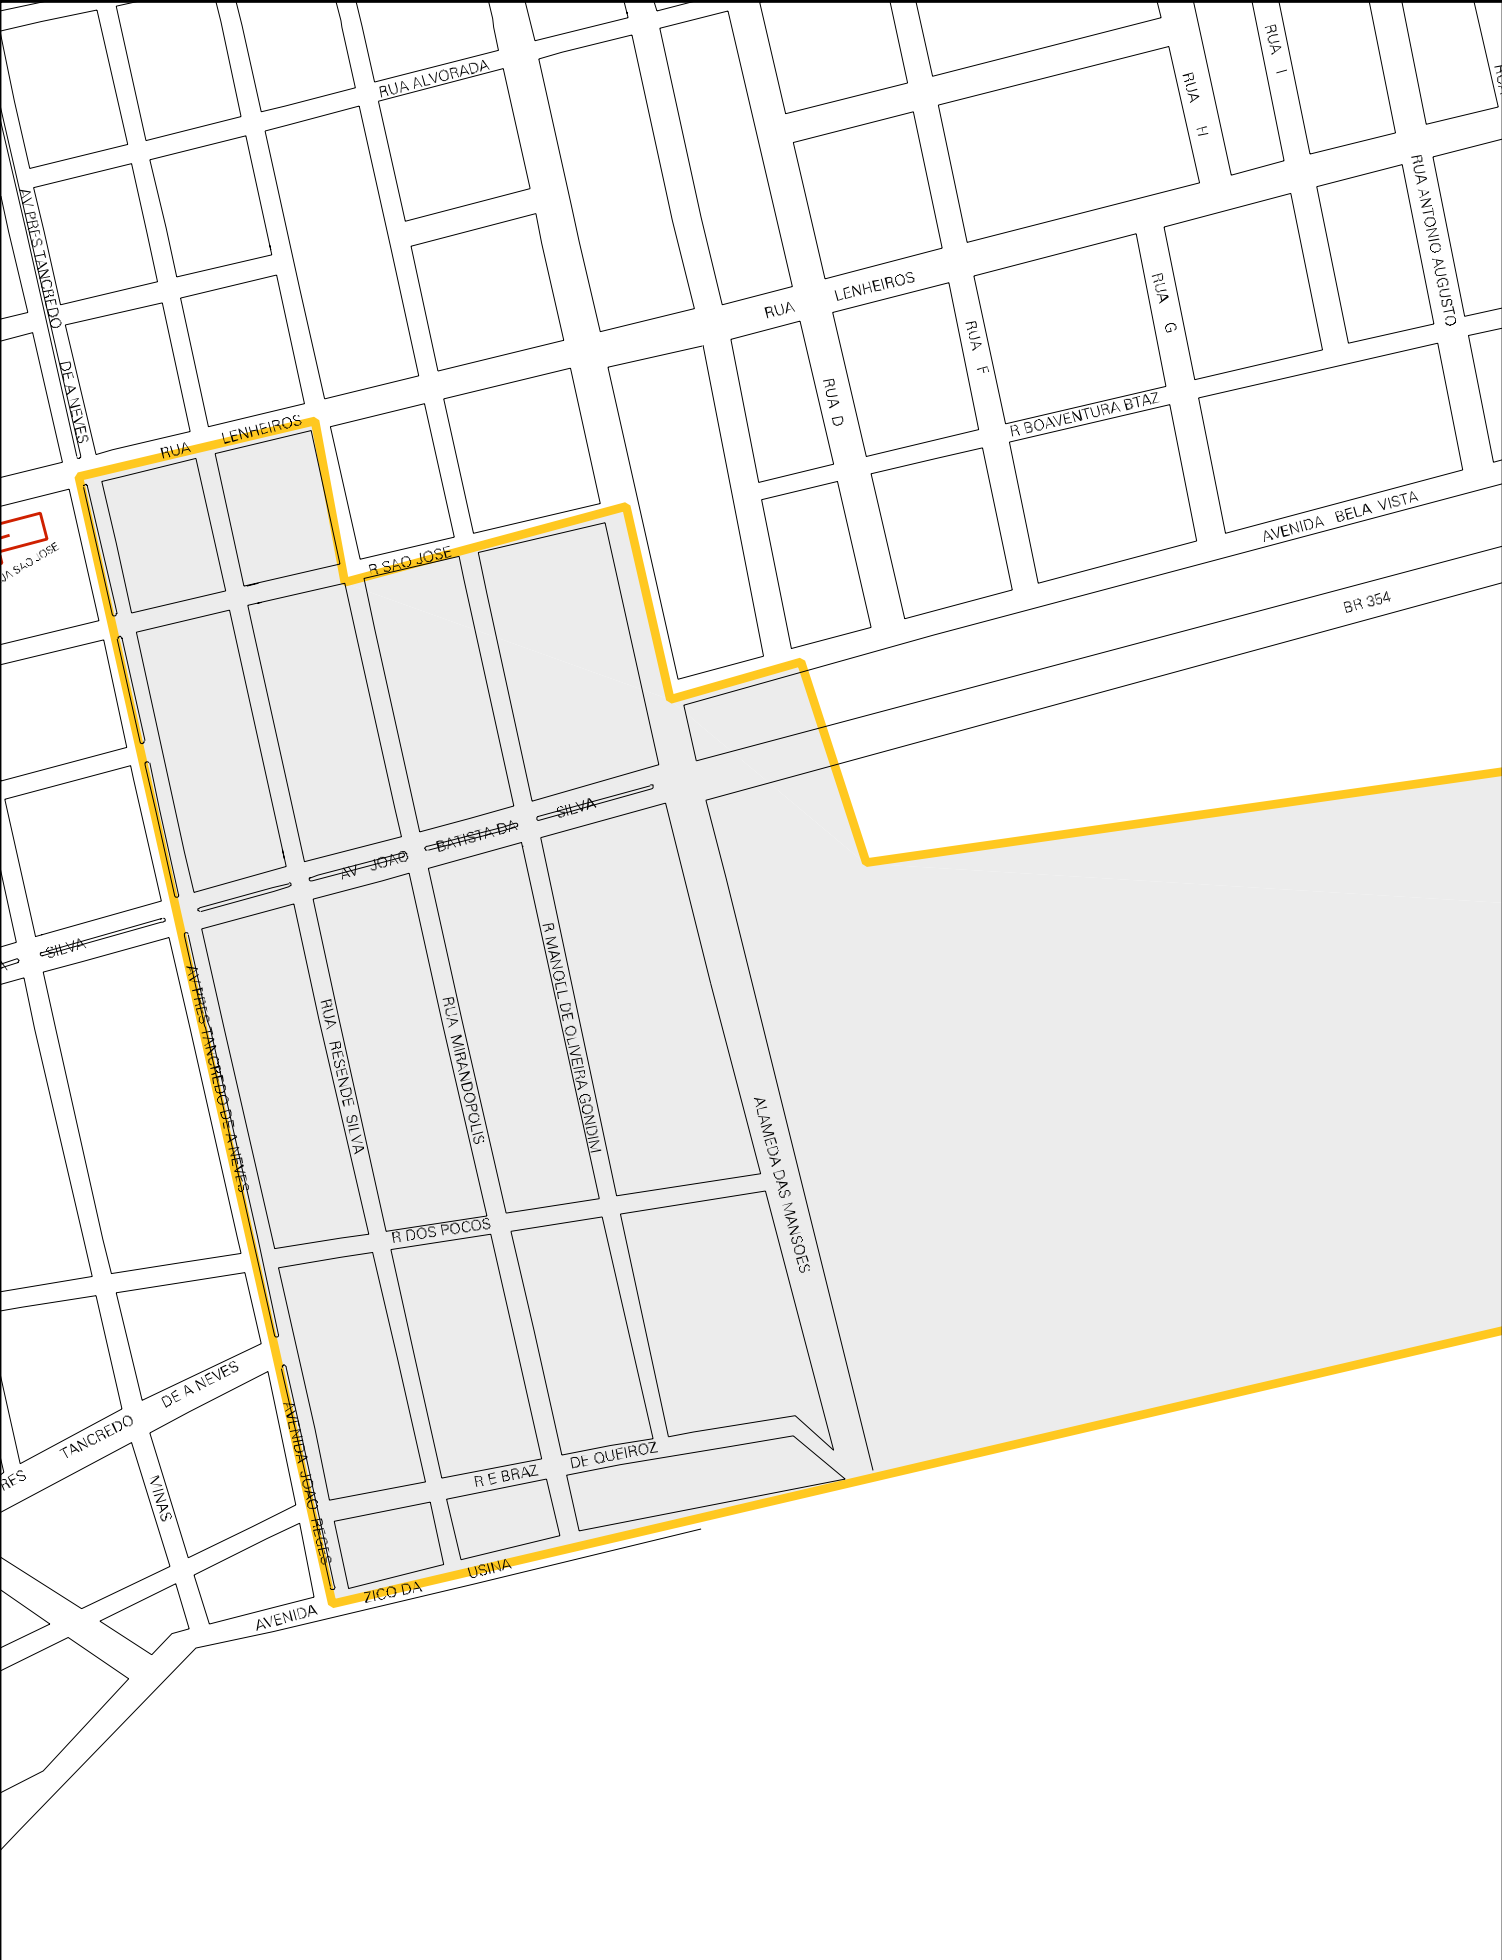 RUA I
RUA ALVORADA
RUA H
RUA ANTONIO AUGUSTO
AV PRES TANCREDO DE A NEVES
RUA LENHEIROS
RUA G
RUA F
RUA D
R BOAVENTURA BTAZ
RUA LENHEIROS
AVENIDA BELA VISTA
SAO JOSE
R SAO JOSE
BR 354
AV JOAO BATISTA DA SILVA
SILVA
AV PRES TANCREDO DE A NEVES
RUA RESENDE SILVA
RUA MIRANDOPOLIS
R MANOEL DE OLIVEIRA GONDIM
ALAMEDA DAS MANSOES
R DOS POCOS
TANCREDO DE A NEVES
MINAS
AVENIDA JOAO REGES
R E BRAZ DE QUEIROZ
AVENIDA ZICO DA USINA